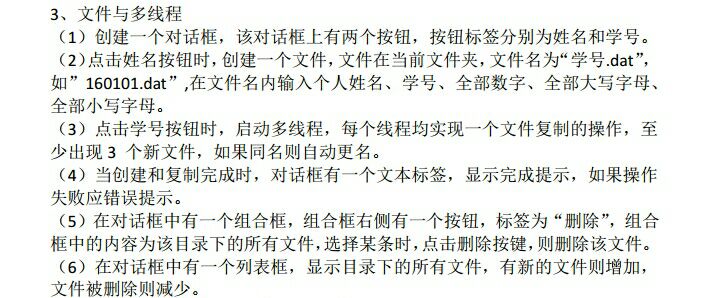 3、文件与多线程
（1）创建一个对话框，该对话框上有两个按钮，按钮标签分别为姓名和学号。
（2）点击姓名按钮时，创建一个文件，文件在当前文件夹，文件名为“学号.dat”，
如”160101.dat”,在文件名内输入个人姓名、学号、全部数字、全部大写字母、
全部小写字母。
（3）点击学号按钮时，启动多线程，每个线程均实现一个文件复制的操作，至
少出现 3 个新文件，如果同名则自动更名。
（4）当创建和复制完成时，对话框有一个文本标签，显示完成提示，如果操作
失败应错误提示。
（5）在对话框中有一个组合框，组合框右侧有一个按钮，标签为“删除”，组合
框中的内容为该目录下的所有文件，选择某条时，点击删除按键，则删除该文件。
（6）在对话框中有一个列表框，显示目录下的所有文件，有新的文件则增加，
文件被删除则减少。